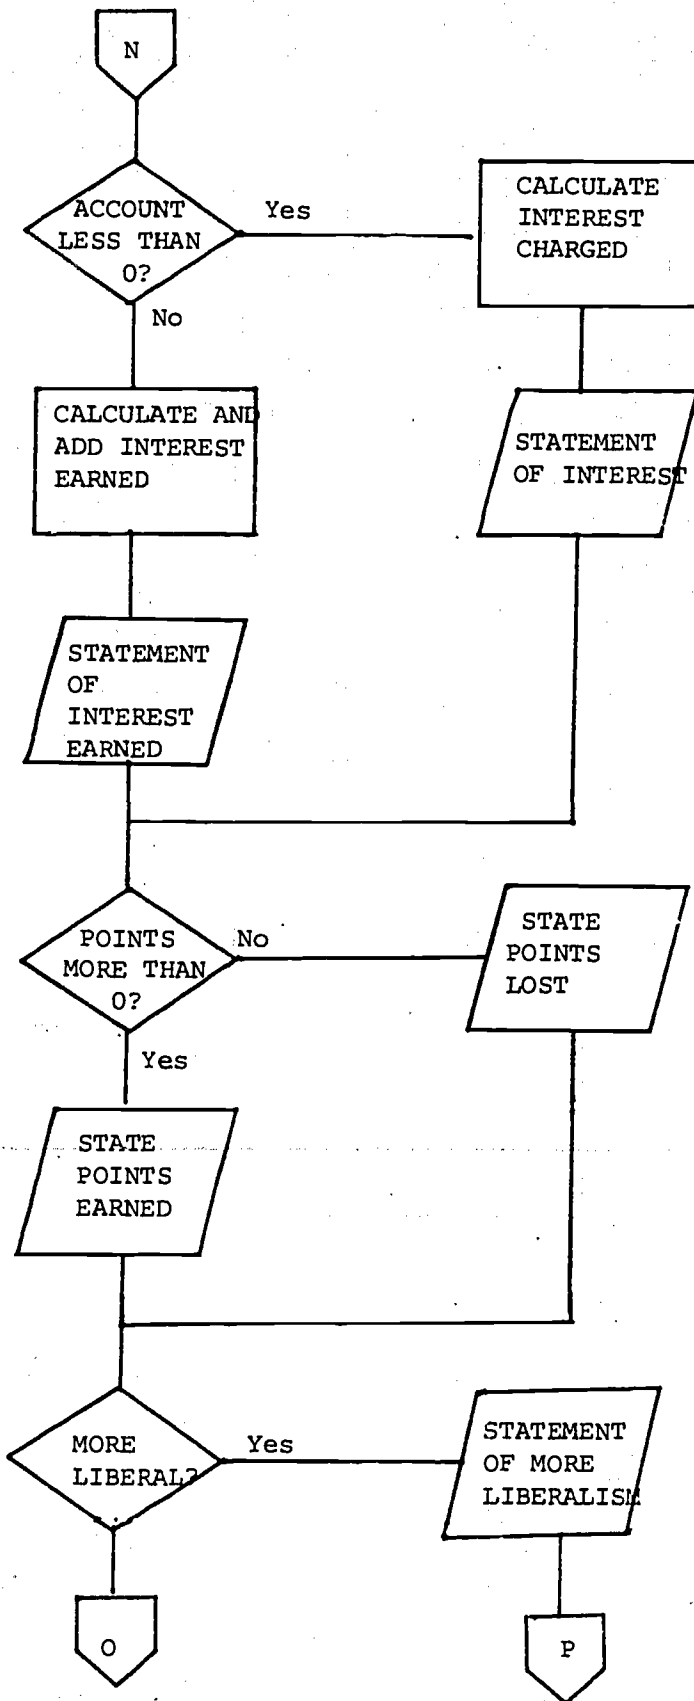 N
ACCOUNT
LESS THAN
0?
Yes
CALCULATE
INTEREST
CHARGED
No
CALCULATE AND
ADD INTEREST
EARNED
STATEMENT
OF INTEREST
STATEMENT
OF
INTEREST
EARNED
POINTS
MORE THAN
0?
No
STATE
POINTS
LOST
Yes
STATE
POINTS
EARNED
MORE
LIBERAL?
Yes
STATEMENT
OF MORE
LIBERALISM
O
P